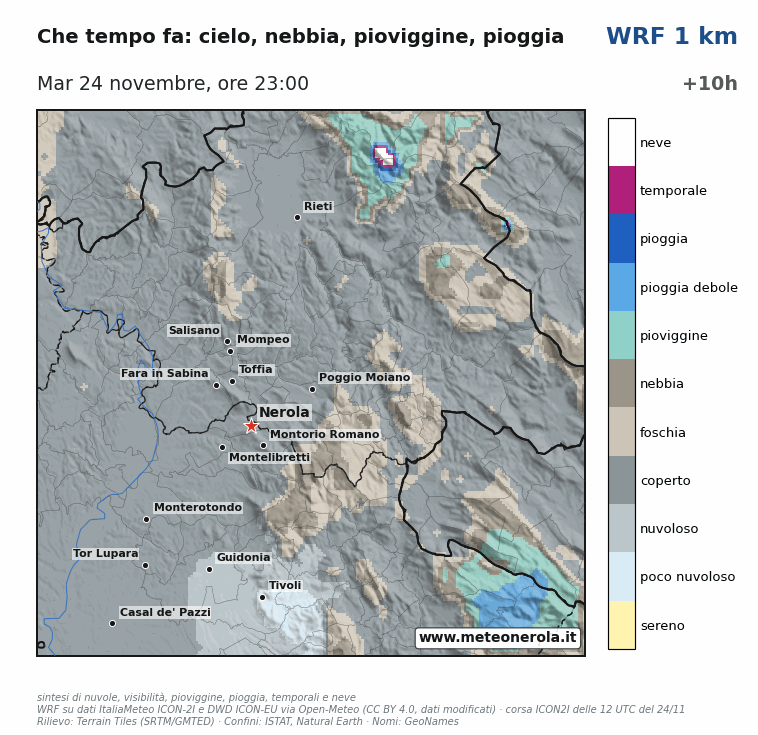 Che tempo fa: cielo, nebbia, pioviggine, pioggia
WRF 1 km
Mar 24 novembre, ore 23:00
+10h
neve
temporale
pioggia
pioggia debole
pioviggine
nebbia
foschia
coperto
nuvoloso
poco nuvoloso
sereno
Rieti
Salisano
Mompeo
Fara in Sabina
Toffia
Poggio Moiano
Nerola
Montorio Romano
Montelibretti
Monterotondo
Tor Lupara
Guidonia
Tivoli
Casal de' Pazzi
www.meteonerola.it
sintesi di nuvole, visibilità, pioviggine, pioggia, temporali e neve
WRF su dati ItaliaMeteo ICON-2I e DWD ICON-EU via Open-Meteo (CC BY 4.0, dati modificati) · corsa ICON2I delle 12 UTC del 24/11
Rilievo: Terrain Tiles (SRTM/GMTED) · Confini: ISTAT, Natural Earth · Nomi: GeoNames